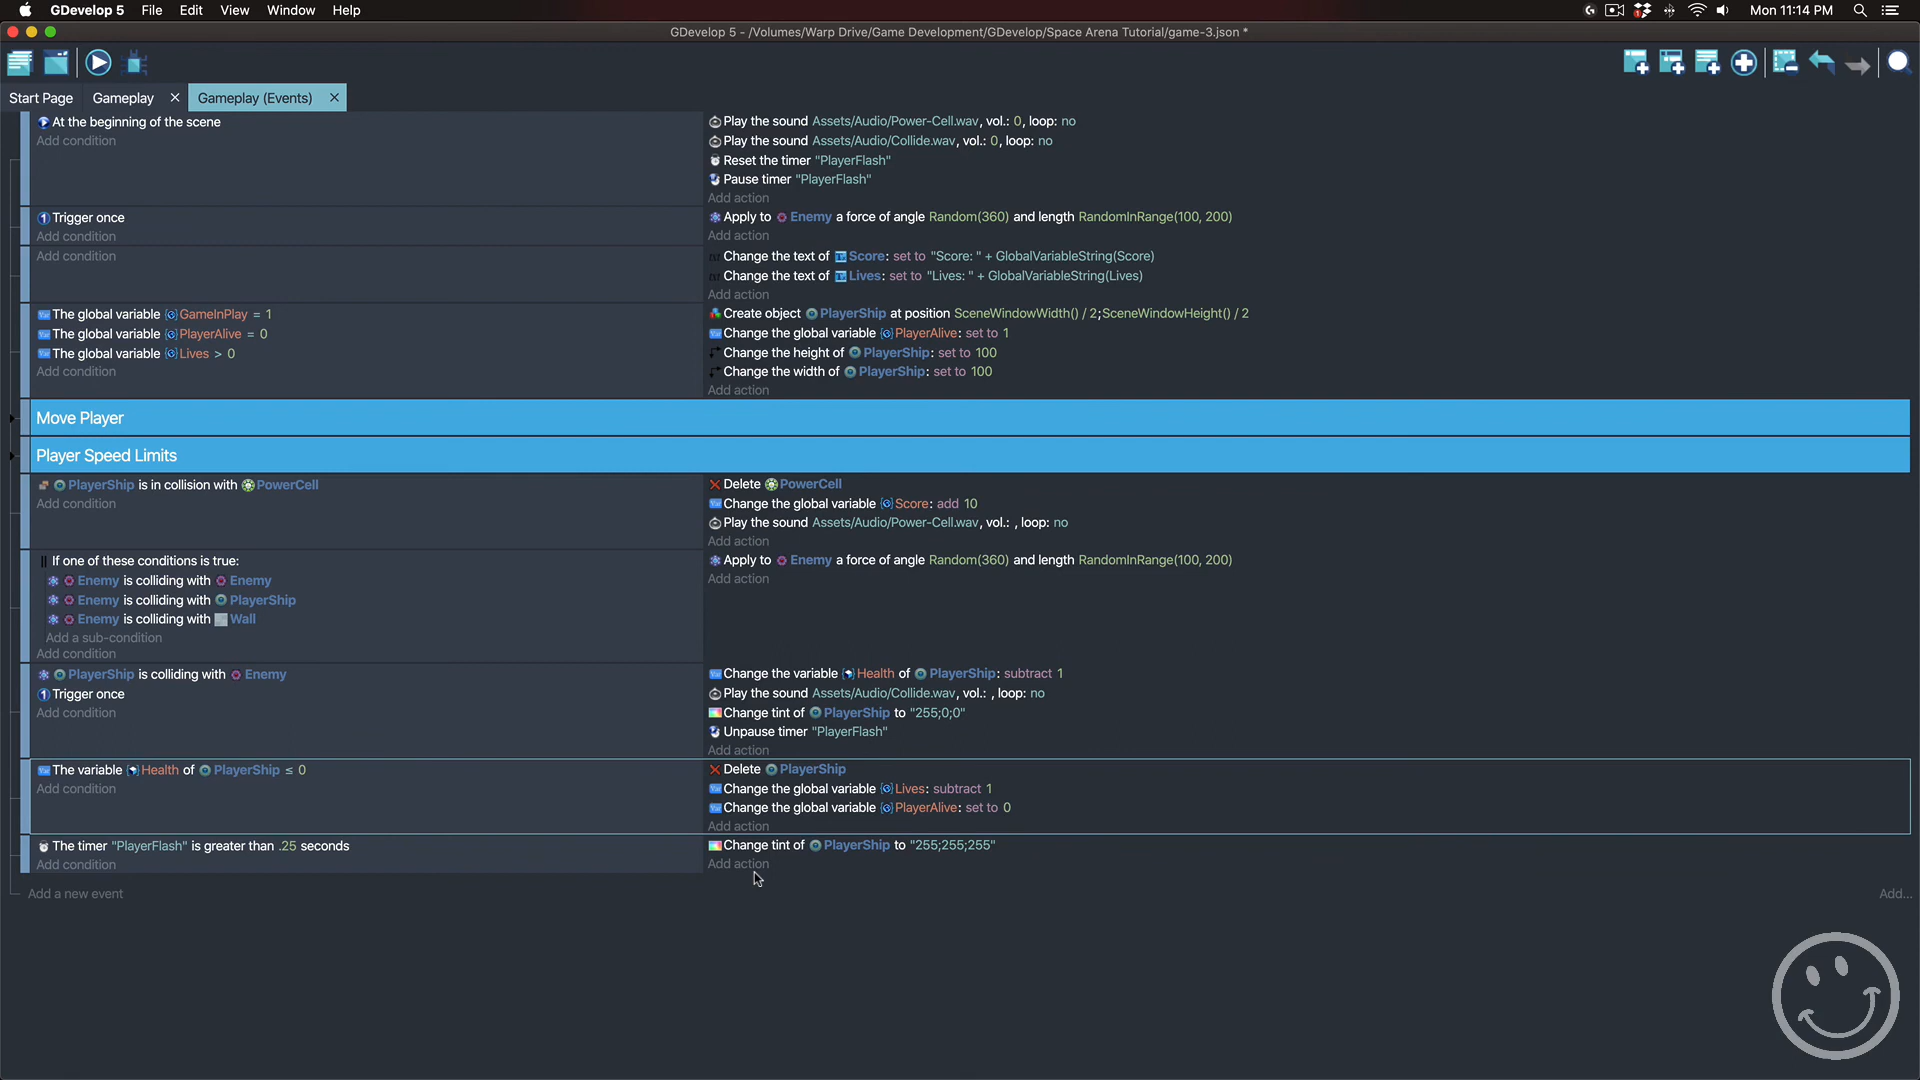 GDevelop 5 File Edit View Window Help
Mon 11:14 PM
GDevelop 5 - /Volumes/Warp Drive/Game Development/GDevelop/Space Arena Tutorial/game-3.json *
Start Page Gameplay Gameplay (Events)
At the beginning of the scene
Add condition
Play the sound Assets/Audio/Power-Cell.wav, vol.: 0, loop: no
Play the sound Assets/Audio/Collide.wav, vol.: 0, loop: no
Reset the timer "PlayerFlash"
Pause timer "PlayerFlash"
Add action
Trigger once
Add condition
Apply to Enemy a force of angle Random(360) and length RandomInRange(100, 200)
Add action
Add condition
Change the text of Score: set to "Score: " + GlobalVariableString(Score)
Change the text of Lives: set to "Lives: " + GlobalVariableString(Lives)
Add action
The global variable GameInPlay = 1
The global variable PlayerAlive = 0
The global variable Lives > 0
Add condition
Create object PlayerShip at position SceneWindowWidth() / 2;SceneWindowHeight() / 2
Change the global variable PlayerAlive: set to 1
Change the height of PlayerShip: set to 100
Change the width of PlayerShip: set to 100
Add action
Move Player
Player Speed Limits
PlayerShip is in collision with PowerCell
Add condition
Delete PowerCell
Change the global variable Score: add 10
Play the sound Assets/Audio/Power-Cell.wav, vol.: , loop: no
Add action
If one of these conditions is true:
Enemy is colliding with Enemy
Enemy is colliding with PlayerShip
Enemy is colliding with Wall
Add a sub-condition
Add condition
Apply to Enemy a force of angle Random(360) and length RandomInRange(100, 200)
Add action
PlayerShip is colliding with Enemy
Trigger once
Add condition
Change the variable Health of PlayerShip: subtract 1
Play the sound Assets/Audio/Collide.wav, vol.: , loop: no
Change tint of PlayerShip to "255;0;0"
Unpause timer "PlayerFlash"
Add action
The variable Health of PlayerShip ≤ 0
Add condition
Delete PlayerShip
Change the global variable Lives: subtract 1
Change the global variable PlayerAlive: set to 0
Add action
The timer "PlayerFlash" is greater than .25 seconds
Add condition
Change tint of PlayerShip to "255;255;255"
Add action
Add a new event
Add...